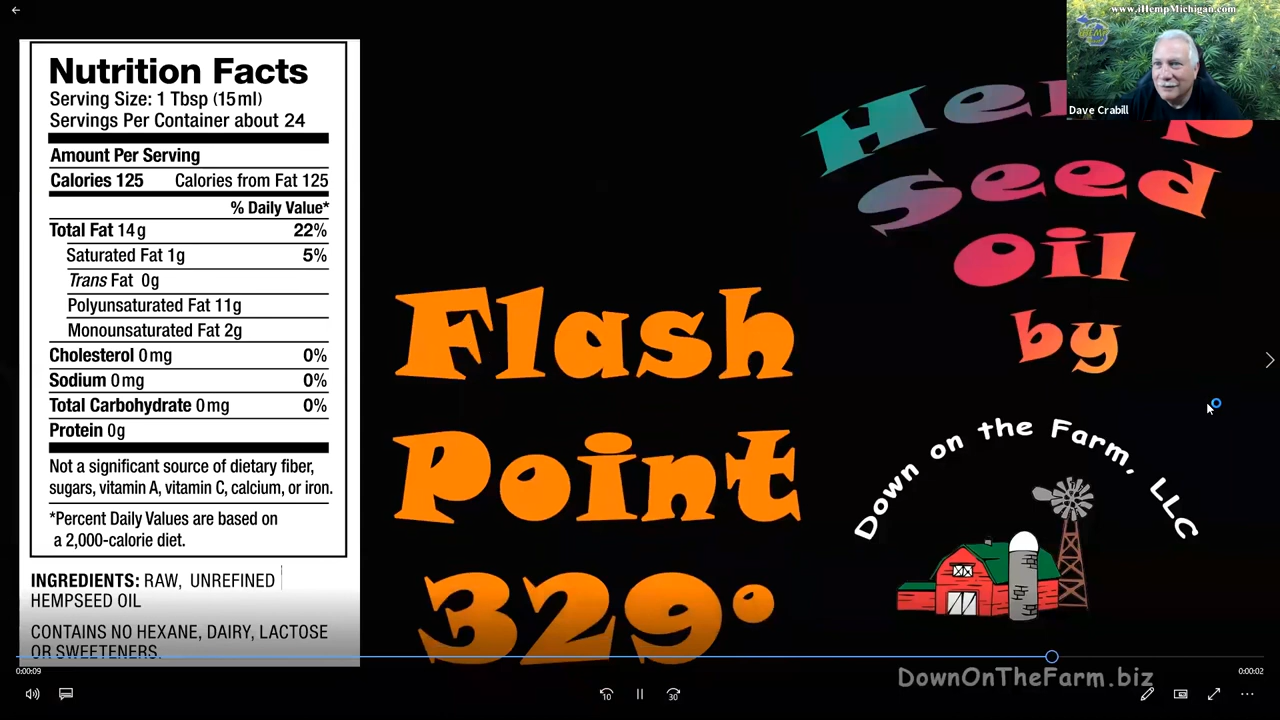 www.iHempMichigan.com
iHEMP
Dave Crabill
Nutrition Facts
Serving Size: 1 Tbsp (15ml)
Servings Per Container about 24
Amount Per Serving
Calories 125 Calories from Fat 125
% Daily Value*
Total Fat 14g 22%
Saturated Fat 1g 5%
Trans Fat 0g
Polyunsaturated Fat 11g
Monounsaturated Fat 2g
Cholesterol 0mg 0%
Sodium 0mg 0%
Total Carbohydrate 0mg 0%
Protein 0g
Not a significant source of dietary fiber,
sugars, vitamin A, vitamin C, calcium, or iron.
*Percent Daily Values are based on
a 2,000-calorie diet.
INGREDIENTS: RAW, UNREFINED
HEMPSEED OIL
CONTAINS NO HEXANE, DAIRY, LACTOSE
OR SWEETENERS.
Flash
Point
329°
Seed
Oil
by
Down on the Farm, LLC
DownOnTheFarm.biz
0:00:09
0:00:02
10
30